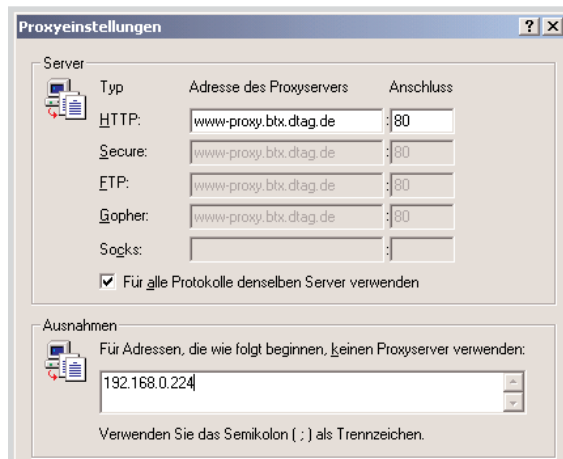 Proxyeinstellungen
Server
Typ Adresse des Proxyservers Anschluss
HTTP: www-proxy.btx.dtag.de : 80
Secure: www-proxy.btx.dtag.de : 80
FTP: www-proxy.btx.dtag.de : 80
Gopher: www-proxy.btx.dtag.de : 80
Socks: :
Für alle Protokolle denselben Server verwenden
Ausnahmen
Für Adressen, die wie folgt beginnen, keinen Proxyserver verwenden:
192.168.0.224
Verwenden Sie das Semikolon ( ; ) als Trennzeichen.